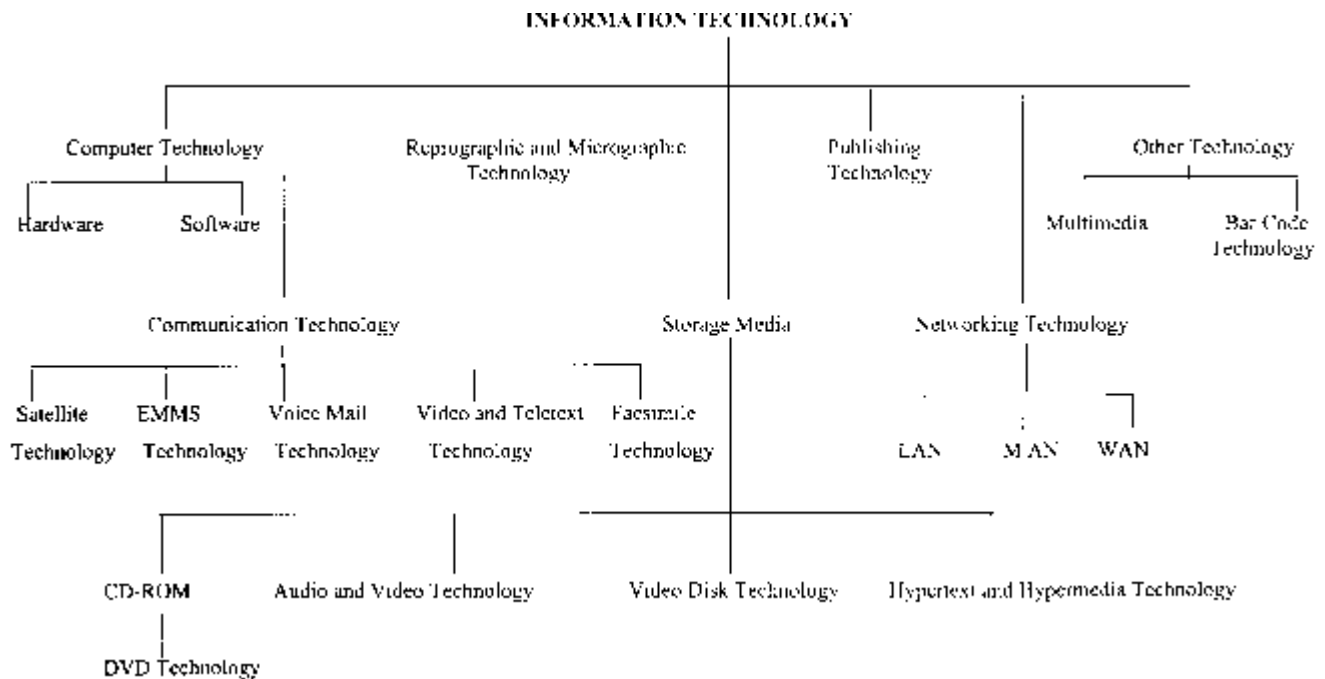 INFORMATION TECHNOLOGY
Computer Technology
Reprographic and Micrographic
Technology
Publishing
Technology
Other Technology
Hardware
Software
Multimedia
Bar Code
Technology
Communication Technology
Storage Media
Networking Technology
Satellite
Technology
EMMS
Technology
Voice Mail
Technology
Video and Teletext
Technology
Facsimile
Technology
LAN
MAN
WAN
CD-ROM
Audio and Video Technology
Video Disk Technology
Hypertext and Hypermedia Technology
DVD Technology